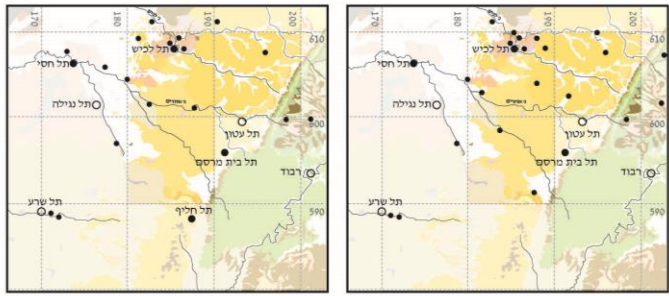 170 180 190 200
610
תל לכיש
תל חסי
תל נגילה
600
תל עטון
תל בית מרסם
רבוד
תל שרע
590
תל חליף
170 180 190 200
610
תל לכיש
תל חסי
תל נגילה
600
תל עטון
תל בית מרסם
רבוד
תל שרע
590